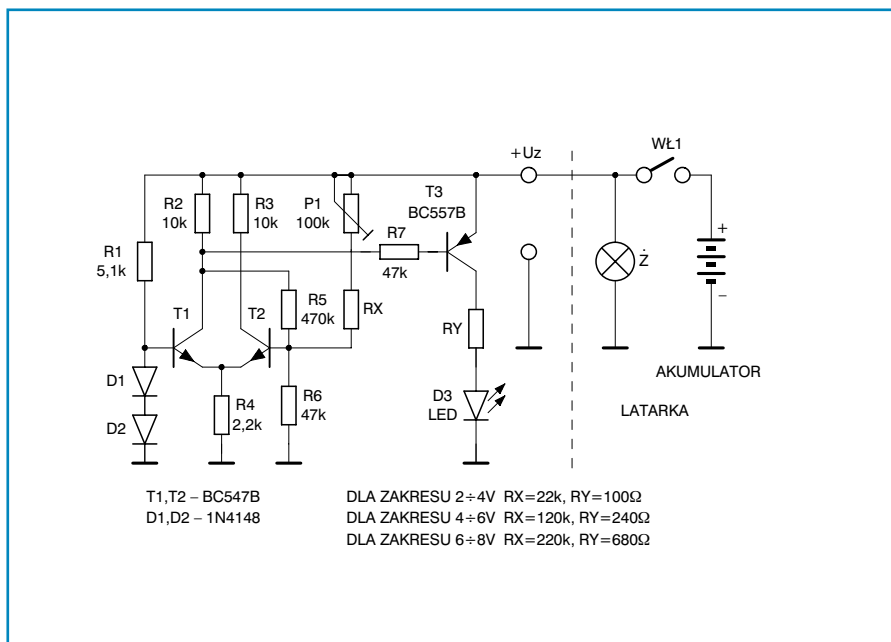 +Uz
WŁ1
T3
BC557B
R2
10k
R3
10k
P1
100k
R7
47k
R1
5,1k
+
Ż
–
T1
T2
R5
470k
RX
RY
AKUMULATOR
D1
D2
R4
2,2k
R6
47k
D3
LED
LATARKA
T1,T2 – BC547B
D1,D2 – 1N4148
DLA ZAKRESU 2÷4V RX=22k, RY=100Ω
DLA ZAKRESU 4÷6V RX=120k, RY=240Ω
DLA ZAKRESU 6÷8V RX=220k, RY=680Ω